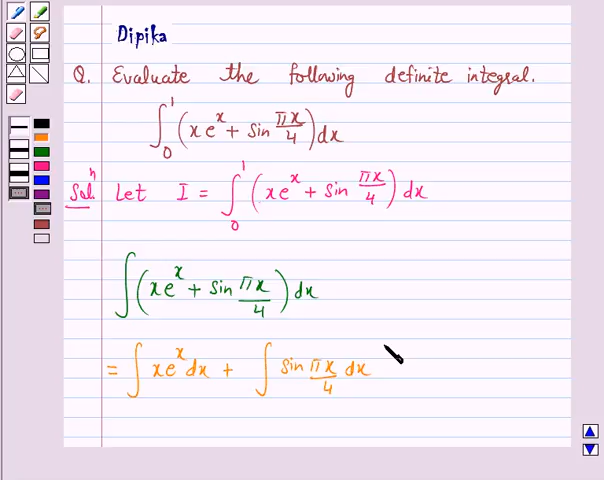 Dipika
Q. Evaluate the following definite integral.
∫₀¹ (xeˣ + sin πx/4) dx
Solⁿ Let I = ∫₀¹ (xeˣ + sin πx/4) dx
∫ (xeˣ + sin πx/4) dx
= ∫ xeˣ dx + ∫ sin πx/4 dx